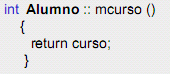 int Alumno :: mcurso ()
{
return curso;
}